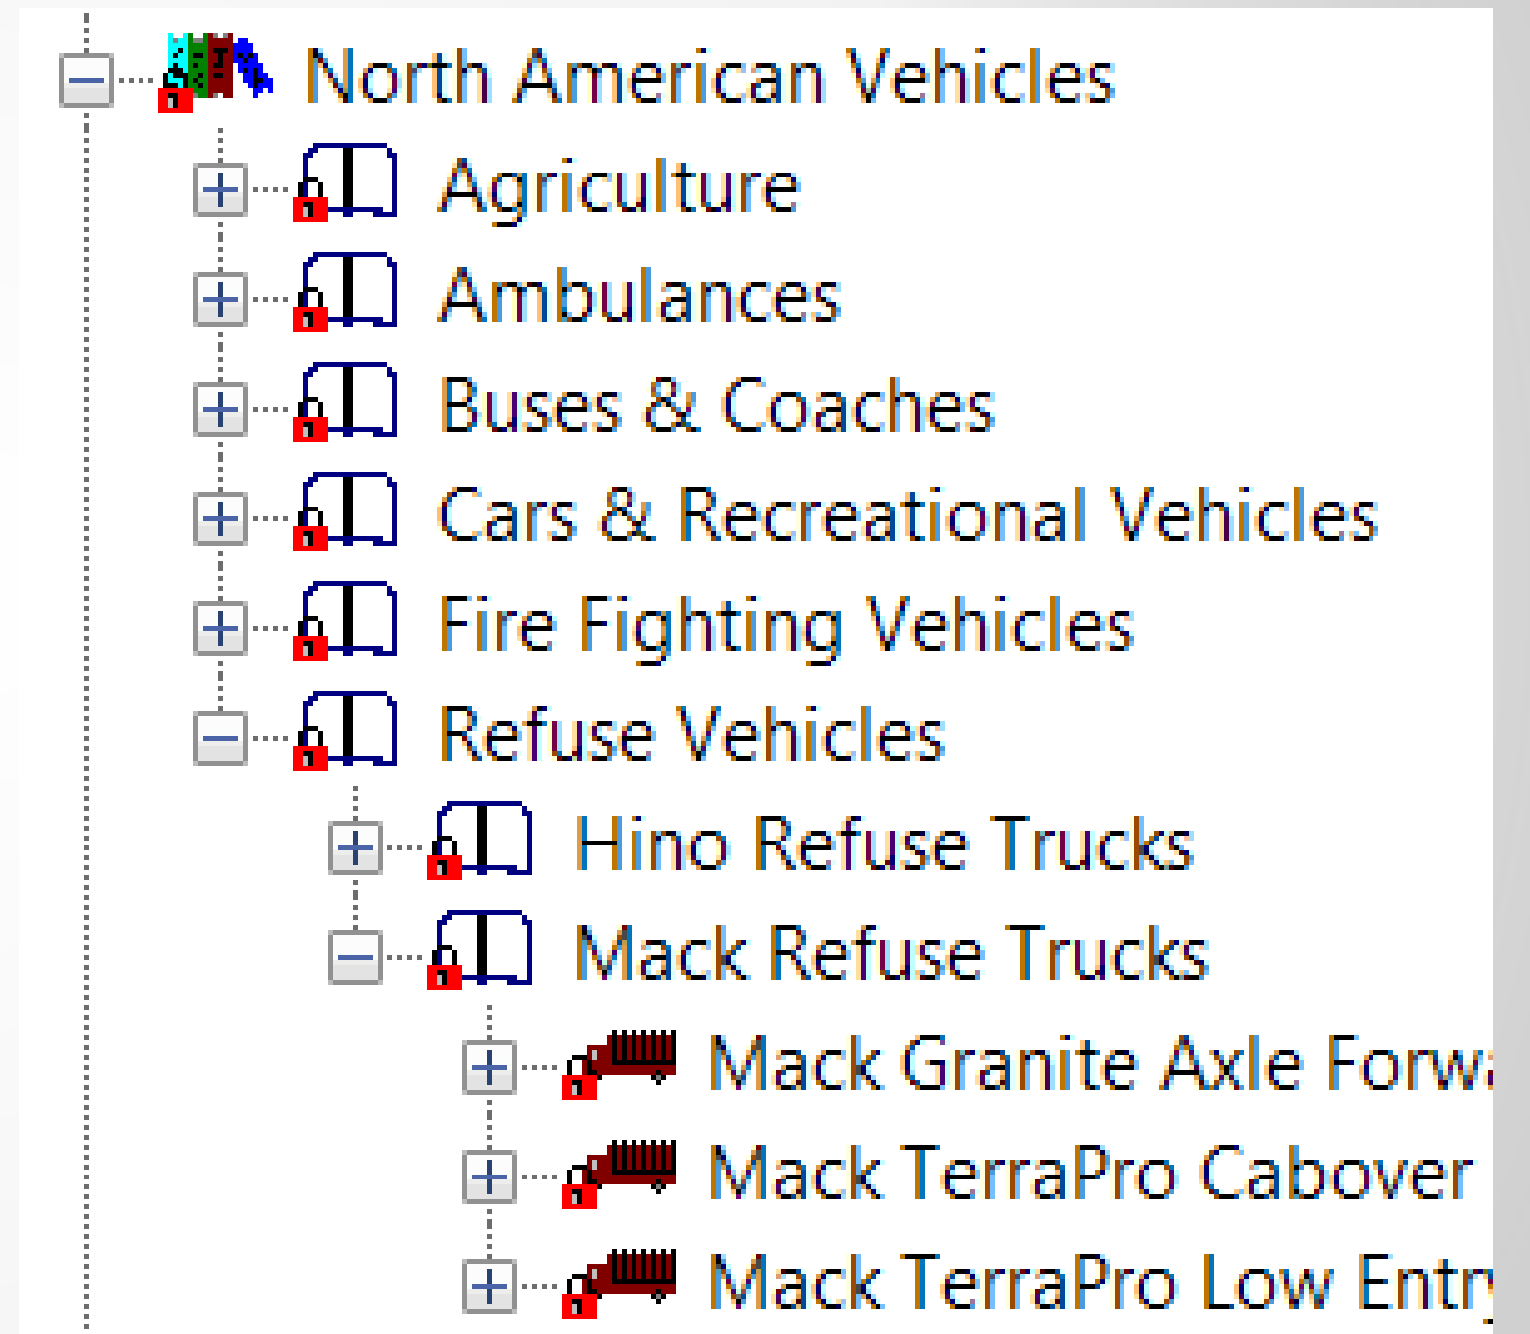 North American Vehicles
Agriculture
Ambulances
Buses & Coaches
Cars & Recreational Vehicles
Fire Fighting Vehicles
Refuse Vehicles
Hino Refuse Trucks
Mack Refuse Trucks
Mack Granite Axle
Mack TerraPro Cabover
Mack TerraPro Low Entry